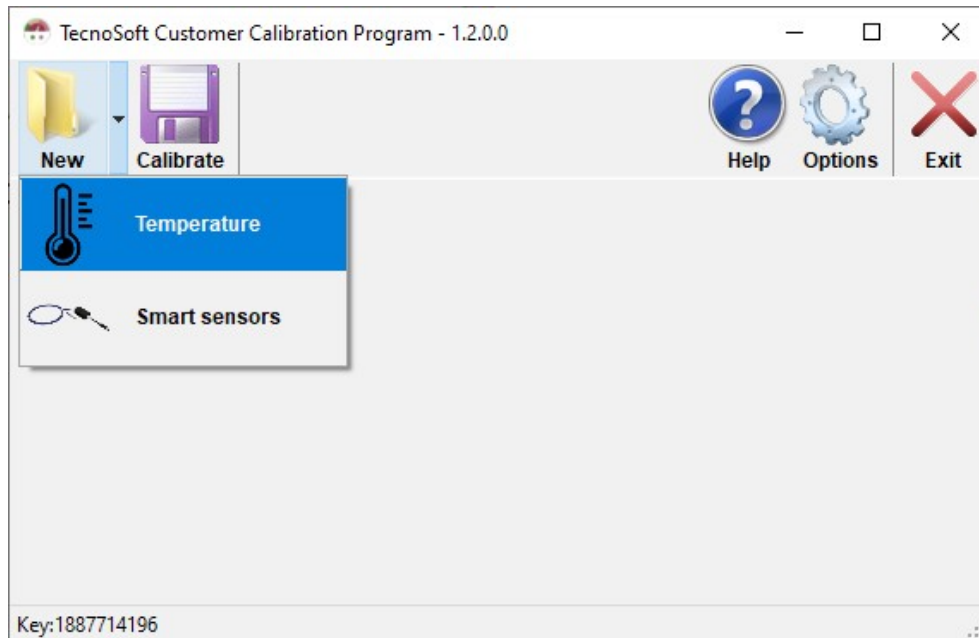 TecnoSoft Customer Calibration Program - 1.2.0.0
New
Calibrate
Help
Options
Exit
Temperature
Smart sensors
Key:1887714196